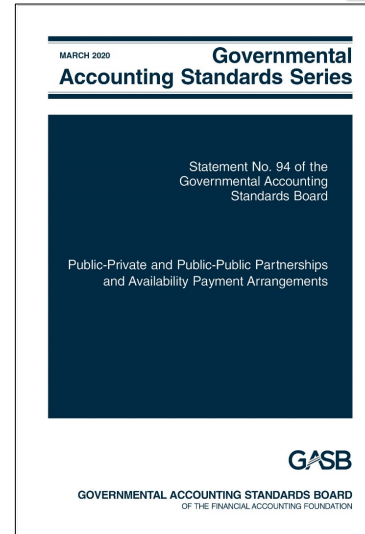 MARCH 2020
Governmental
Accounting Standards Series
Statement No. 94 of the
Governmental Accounting
Standards Board
Public-Private and Public-Public Partnerships
and Availability Payment Arrangements
GASB
GOVERNMENTAL ACCOUNTING STANDARDS BOARD
OF THE FINANCIAL ACCOUNTING FOUNDATION